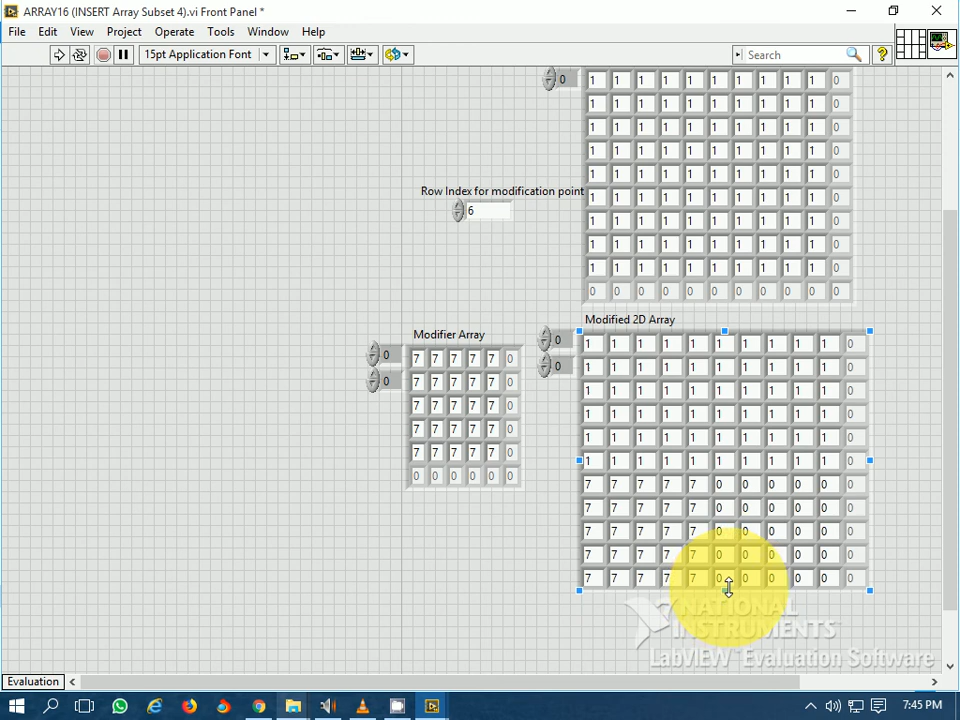 ARRAY16 (INSERT Array Subset 4).vi Front Panel *
File Edit View Project Operate Tools Window Help
15pt Application Font Search ?
0 1 1 1 1 1 1 1 1 1 1 0
1 1 1 1 1 1 1 1 1 1 0
1 1 1 1 1 1 1 1 1 1 0
1 1 1 1 1 1 1 1 1 1 0
1 1 1 1 1 1 1 1 1 1 0
Row Index for modification point
1 1 1 1 1 1 1 1 1 1 0
6
1 1 1 1 1 1 1 1 1 1 0
1 1 1 1 1 1 1 1 1 1 0
1 1 1 1 1 1 1 1 1 1 0
0 0 0 0 0 0 0 0 0 0 0
Modified 2D Array
Modifier Array
0 1 1 1 1 1 1 1 1 1 1 0
0 7 7 7 7 7 0
0 1 1 1 1 1 1 1 1 1 1 0
0 7 7 7 7 7 0
1 1 1 1 1 1 1 1 1 1 0
7 7 7 7 7 0
1 1 1 1 1 1 1 1 1 1 0
7 7 7 7 7 0
1 1 1 1 1 1 1 1 1 1 0
7 7 7 7 7 0
1 1 1 1 1 1 1 1 1 1 0
0 0 0 0 0 0
7 7 7 7 7 0 0 0 0 0 0
7 7 7 7 7 0 0 0 0 0 0
7 7 7 7 7 0 0 0 0 0 0
7 7 7 7 7 0 0 0 0 0 0
7 7 7 7 7 0 0 0 0 0 0
NATIONAL
INSTRUMENTS
LabVIEW Evaluation Software
Evaluation
7:45 PM